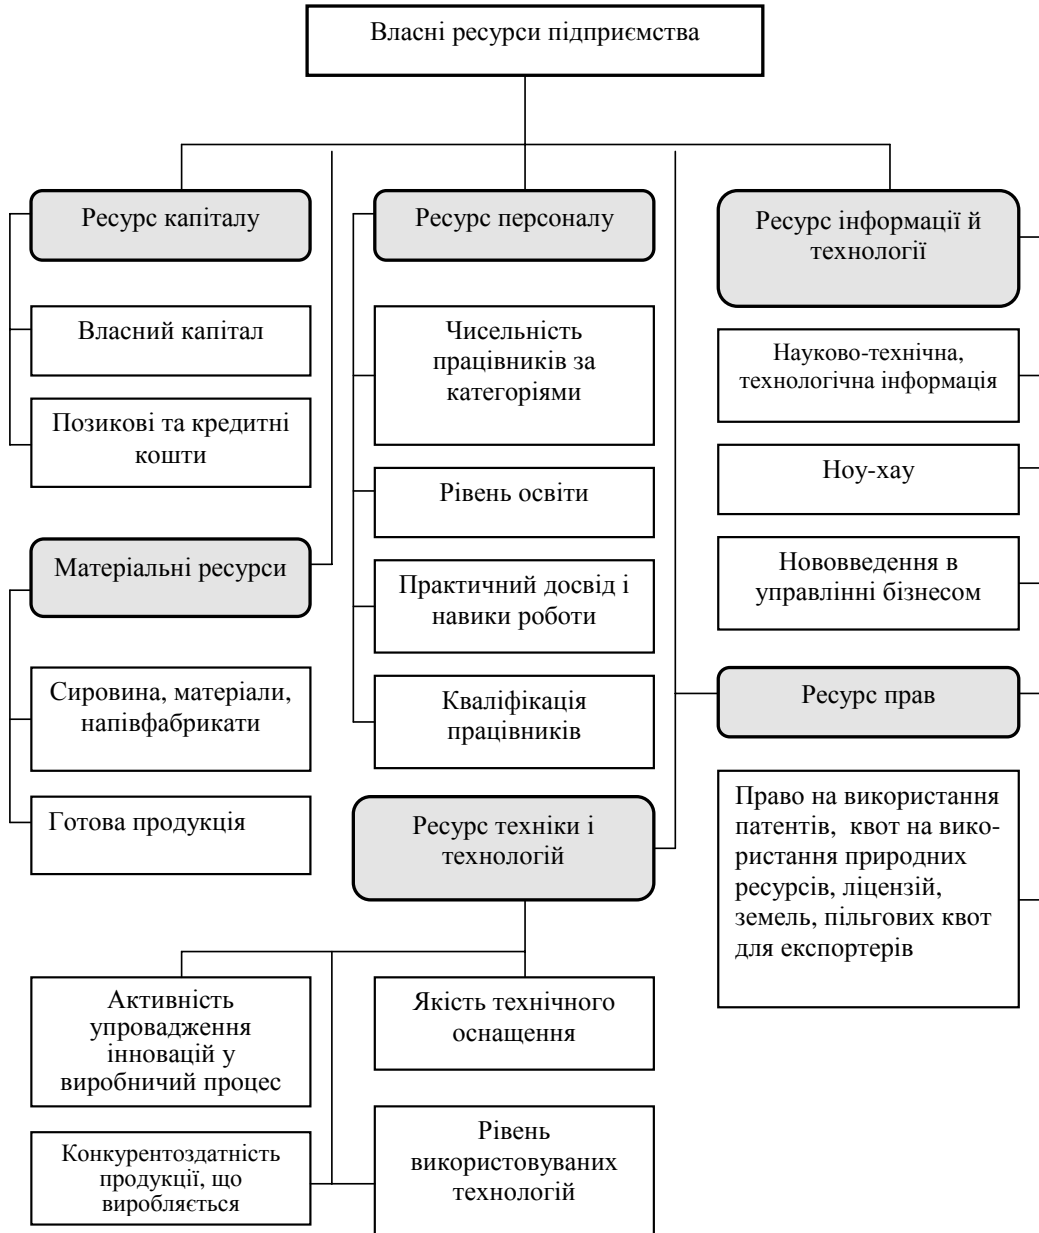 Власні ресурси підприємства
Ресурс капіталу
Власний капітал
Позикові та кредитні
кошти
Матеріальні ресурси
Сировина, матеріали,
напівфабрикати
Готова продукція
Ресурс персоналу
Чисельність
працівників за
категоріями
Рівень освіти
Практичний досвід і
навики роботи
Кваліфікація
працівників
Ресурс інформації й
технології
Науково-технічна,
технологічна інформація
Ноу-хау
Нововведення в
управлінні бізнесом
Ресурс прав
Право на використання
патентів, квот на вико-
ристання природних
ресурсів, ліцензій,
земель, пільгових квот
для експортерів
Ресурс техніки і
технологій
Активність
упровадження
інновацій у
виробничий процес
Якість технічного
оснащення
Конкурентоздатність
продукції, що
виробляється
Рівень
використовуваних
технологій